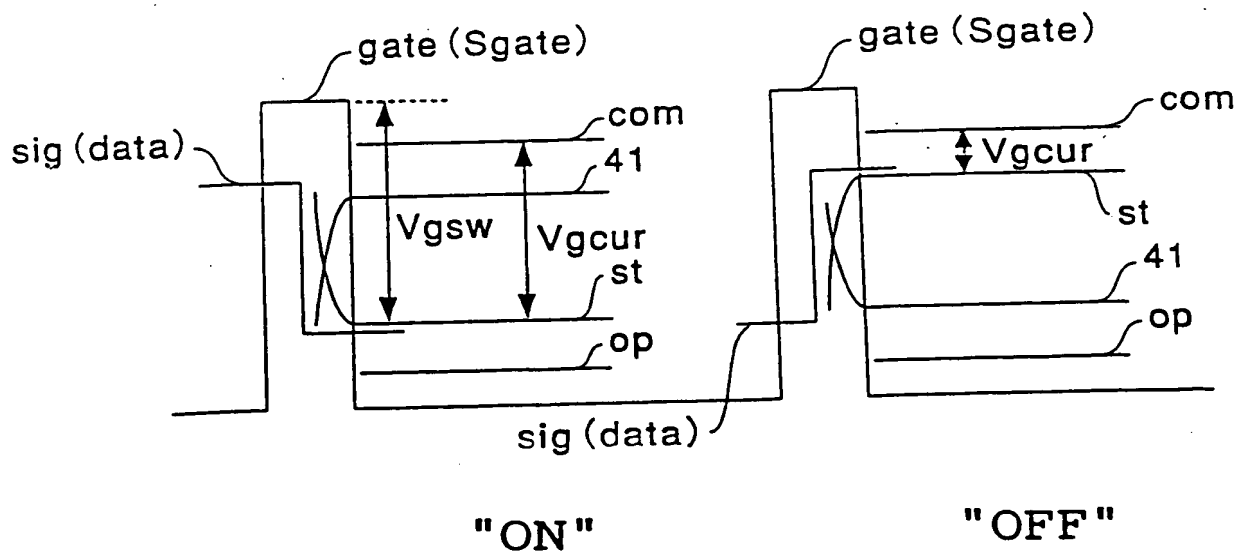 gate (Sgate)
gate (Sgate)
com
com
sig (data)
41
Vgcur
Vgsw
Vgcur
st
st
41
op
op
sig (data)
"ON"
"OFF"